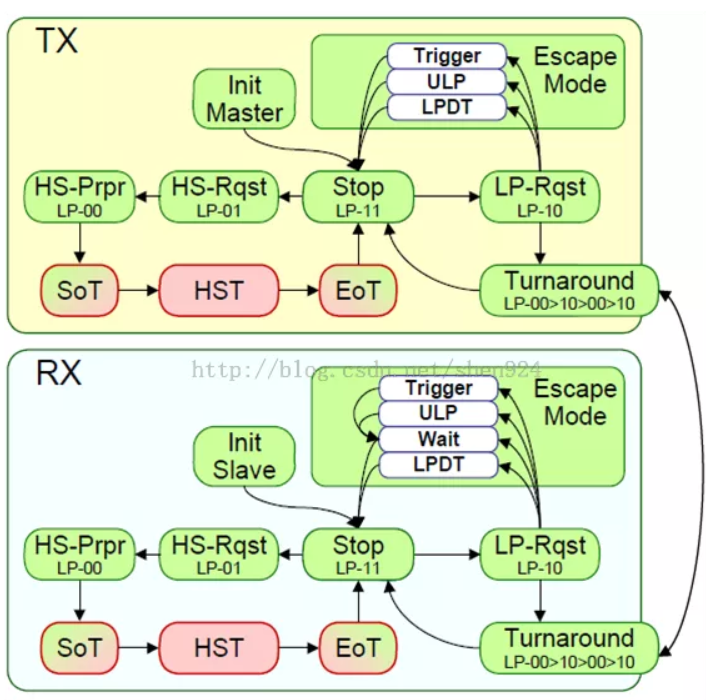 TX
Trigger
ULP
LPDT
Escape
Mode
Init
Master
HS-Prpr
LP-00
HS-Rqst
LP-01
Stop
LP-11
LP-Rqst
LP-10
SoT
HST
EoT
Turnaround
LP-00>10>00>10
RX
http://blog.csdn.net/shen924
Trigger
ULP
Wait
LPDT
Escape
Mode
Init
Slave
HS-Prpr
LP-00
HS-Rqst
LP-01
Stop
LP-11
LP-Rqst
LP-10
SoT
HST
EoT
Turnaround
LP-00>10>00>10